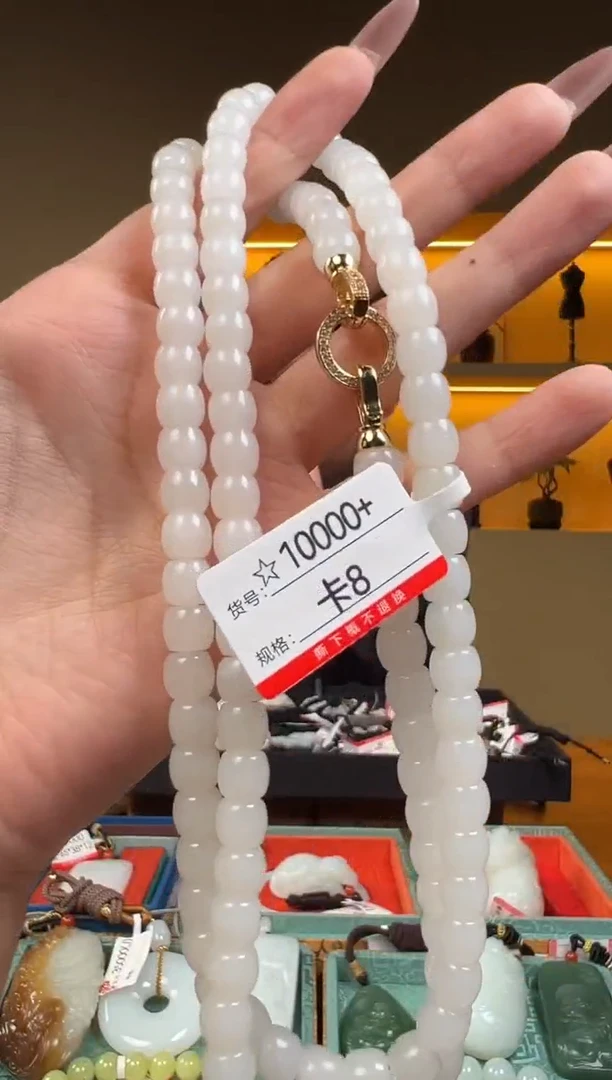 ☆10000+
货号:
卡8
规格:
撕下概不退换